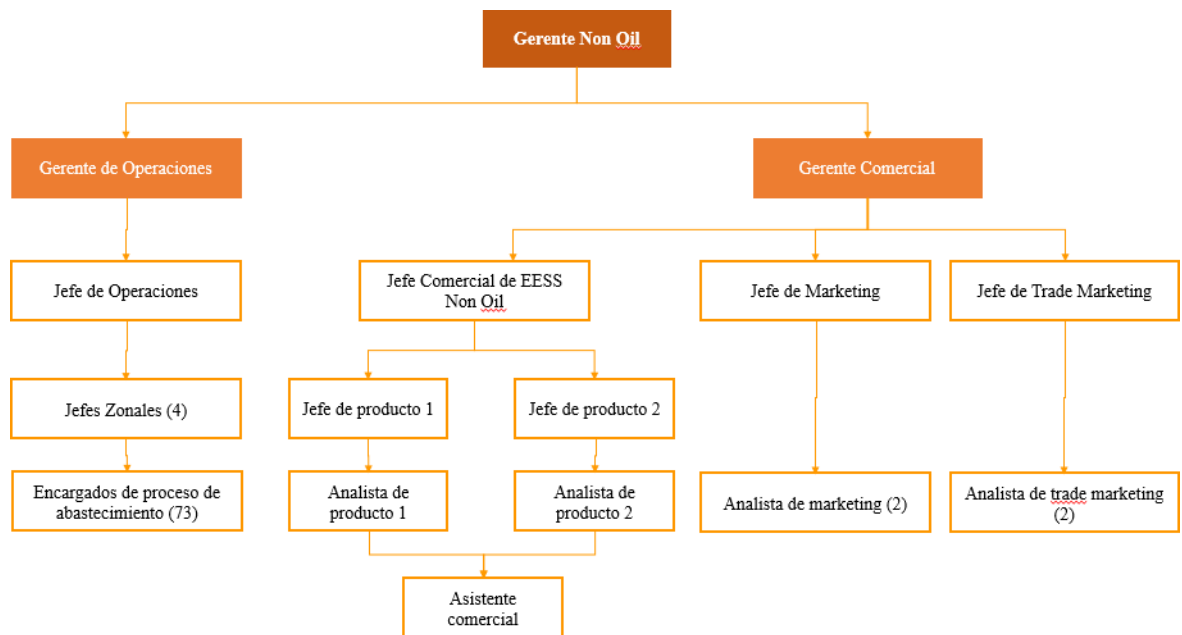 Gerente Non Oil
Gerente de Operaciones
Gerente Comercial
Jefe de Operaciones
Jefe Comercial de EESS
Non Oil
Jefe de Marketing
Jefe de Trade Marketing
Jefes Zonales (4)
Jefe de producto 1
Jefe de producto 2
Encargados de proceso de
abastecimiento (73)
Analista de
producto 1
Analista de
producto 2
Analista de marketing (2)
Analista de trade marketing
(2)
Asistente
comercial